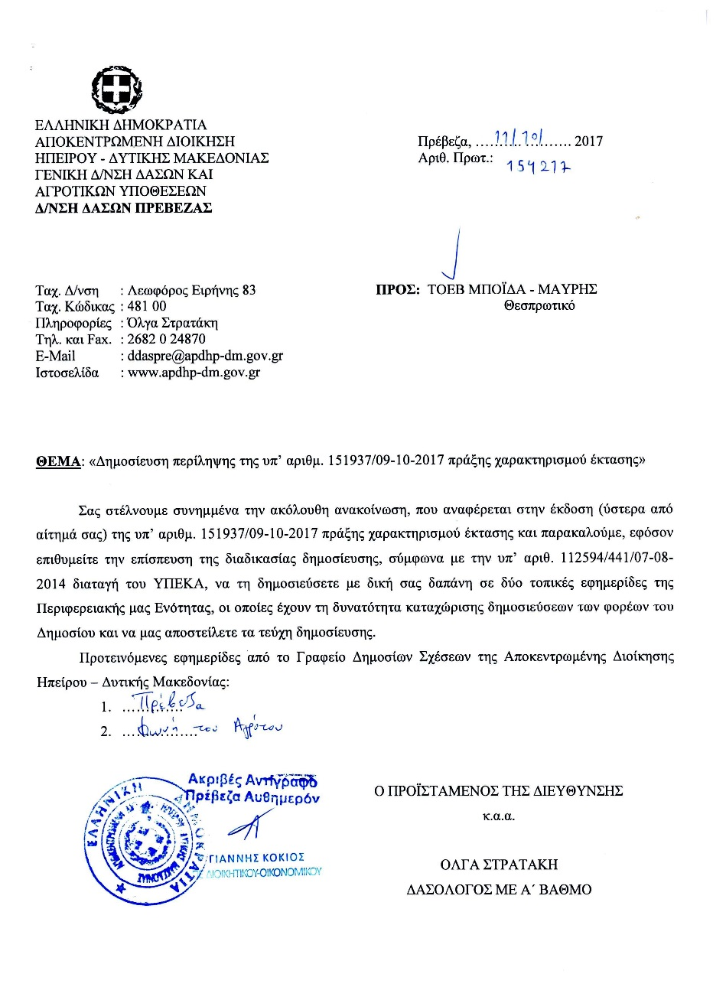 ΕΛΛΗΝΙΚΗ ΔΗΜΟΚΡΑΤΙΑ
ΑΠΟΚΕΝΤΡΩΜΕΝΗ ΔΙΟΙΚΗΣΗ
ΗΠΕΙΡΟΥ - ΔΥΤΙΚΗΣ ΜΑΚΕΔΟΝΙΑΣ
ΓΕΝΙΚΗ Δ/ΝΣΗ ΔΑΣΩΝ ΚΑΙ
ΑΓΡΟΤΙΚΩΝ ΥΠΟΘΕΣΕΩΝ
Δ/ΝΣΗ ΔΑΣΩΝ ΠΡΕΒΕΖΑΣ
Πρέβεζα, 11/10/ 2017
Αριθ. Πρωτ.: 154217
Ταχ. Δ/νση : Λεωφόρος Ειρήνης 83
Ταχ. Κώδικας : 481 00
Πληροφορίες : Όλγα Στρατάκη
Τηλ. και Fax. : 2682 0 24870
E-Mail : ddaspre@apdhp-dm.gov.gr
Ιστοσελίδα : www.apdhp-dm.gov.gr
ΠΡΟΣ: ΤΟΕΒ ΜΠΟΪΔΑ - ΜΑΥΡΗΣ
Θεσπρωτικό
ΘΕΜΑ: «Δημοσίευση περίληψης της υπ’ αριθμ. 151937/09-10-2017 πράξης χαρακτηρισμού έκτασης»
Σας στέλνουμε συνημμένα την ακόλουθη ανακοίνωση, που αναφέρεται στην έκδοση (ύστερα από
αίτημά σας) της υπ’ αριθμ. 151937/09-10-2017 πράξης χαρακτηρισμού έκτασης και παρακαλούμε, εφόσον
επιθυμείτε την επίσπευση της διαδικασίας δημοσίευσης, σύμφωνα με την υπ’ αριθ. 112594/441/07-08-
2014 διαταγή του ΥΠΕΚΑ, να τη δημοσιεύσετε με δική σας δαπάνη σε δύο τοπικές εφημερίδες της
Περιφερειακής μας Ενότητας, οι οποίες έχουν τη δυνατότητα καταχώρισης δημοσιεύσεων των φορέων του
Δημοσίου και να μας αποστείλετε τα τεύχη δημοσίευσης.
Προτεινόμενες εφημερίδες από το Γραφείο Δημοσίων Σχέσεων της Αποκεντρωμένης Διοίκησης
Ηπείρου – Δυτικής Μακεδονίας:
1. Πρέβεζα
2. Φωνή του Αγρότου
Ακριβές Αντίγραφο
Πρέβεζα Αυθημερόν
ΓΙΑΝΝΗΣ ΚΟΚΙΟΣ
ΔΙΟΙΚΗΤΙΚΟΥ-ΟΙΚΟΝΟΜΙΚΟΥ
ΕΛΛΗΝΙΚΗ ΔΗΜΟΚΡΑΤΙΑ
Ο ΠΡΟΪΣΤΑΜΕΝΟΣ ΤΗΣ ΔΙΕΥΘΥΝΣΗΣ
κ.α.α.
ΟΛΓΑ ΣΤΡΑΤΑΚΗ
ΔΑΣΟΛΟΓΟΣ ΜΕ Α΄ ΒΑΘΜΟ